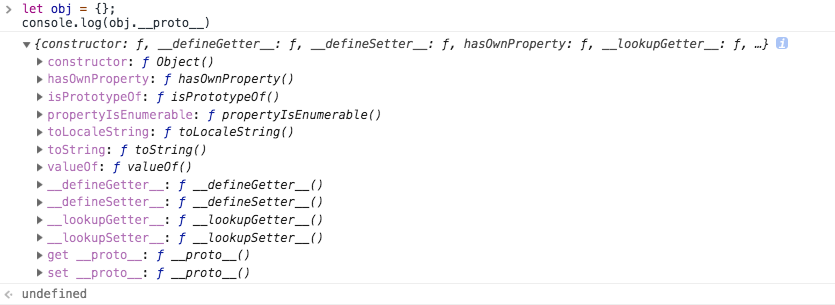 let obj = {};
console.log(obj.__proto__)
{constructor: ƒ, __defineGetter__: ƒ, __defineSetter__: ƒ, hasOwnProperty: ƒ, __lookupGetter__: ƒ, …} i
constructor: ƒ Object()
hasOwnProperty: ƒ hasOwnProperty()
isPrototypeOf: ƒ isPrototypeOf()
propertyIsEnumerable: ƒ propertyIsEnumerable()
toLocaleString: ƒ toLocaleString()
toString: ƒ toString()
valueOf: ƒ valueOf()
__defineGetter__: ƒ __defineGetter__()
__defineSetter__: ƒ __defineSetter__()
__lookupGetter__: ƒ __lookupGetter__()
__lookupSetter__: ƒ __lookupSetter__()
get __proto__: ƒ __proto__()
set __proto__: ƒ __proto__()
undefined